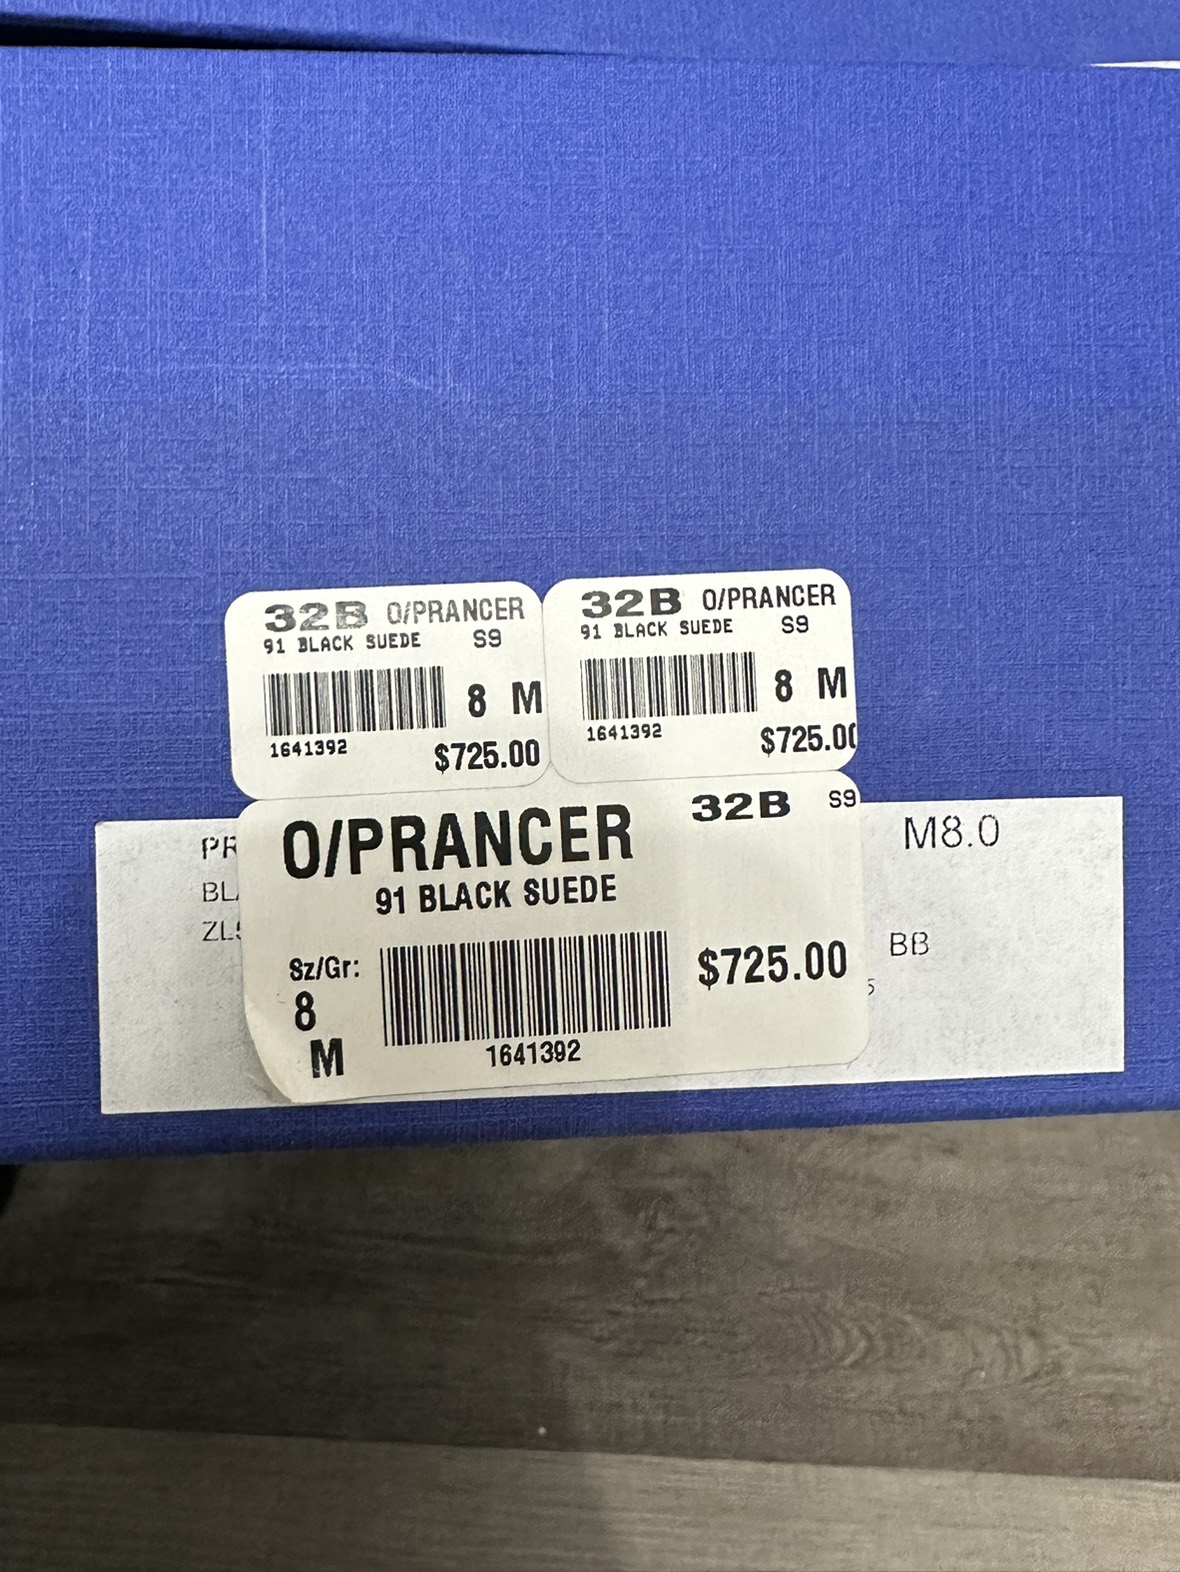 32B O/PRANCER
91 BLACK SUEDE S9
8 M
1641392
$725.00
32B O/PRANCER
91 BLACK SUEDE S9
8 M
1641392
$725.00
O/PRANCER 32B S9
91 BLACK SUEDE
Sz/Gr:
8
M
1641392
$725.00
M8.0
BB